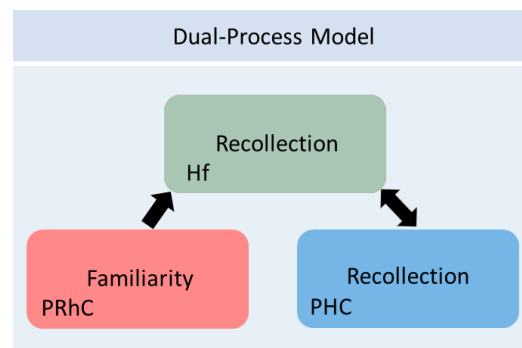 Dual-Process Model
Recollection
Hf
Familiarity
PRhC
Recollection
PHC